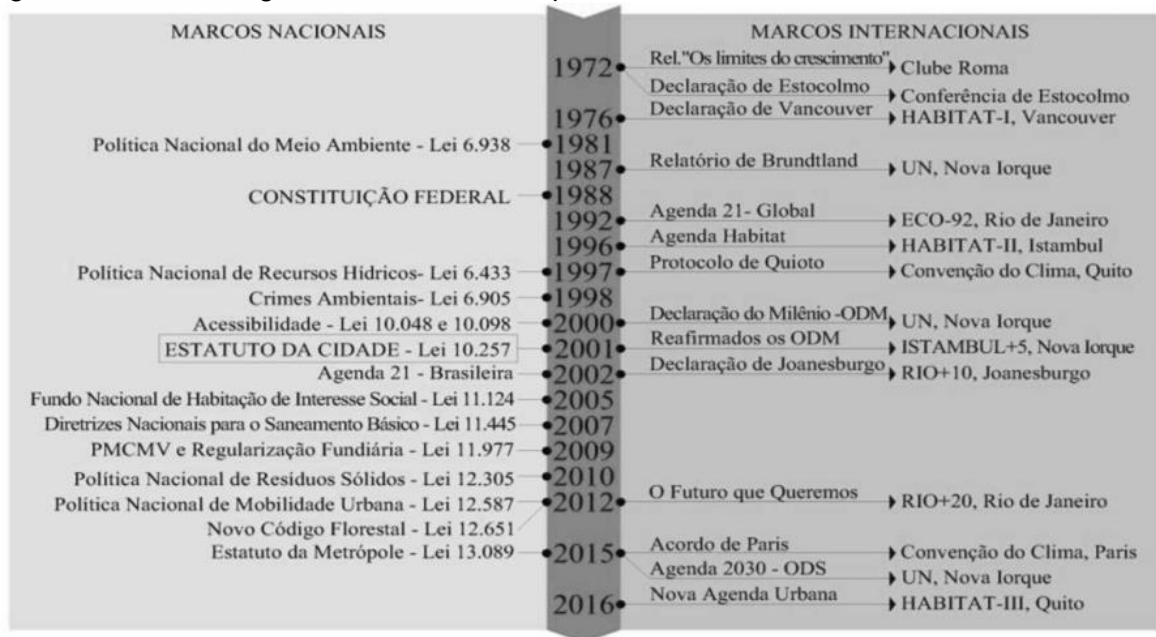 MARCOS NACIONAIS
MARCOS INTERNACIONAIS
1972
Rel."Os limites do crescimento"
Clube Roma
Declaração de Estocolmo
Conferência de Estocolmo
1976
Declaração de Vancouver
HABITAT-I, Vancouver
Política Nacional do Meio Ambiente - Lei 6.938
1981
1987
Relatório de Brundtland
UN, Nova Iorque
CONSTITUIÇÃO FEDERAL
1988
1992
Agenda 21- Global
ECO-92, Rio de Janeiro
1996
Agenda Habitat
HABITAT-II, Istambul
Política Nacional de Recursos Hídricos- Lei 6.433
1997
Protocolo de Quioto
Convenção do Clima, Quito
Crimes Ambientais- Lei 6.905
1998
Acessibilidade - Lei 10.048 e 10.098
2000
Declaração do Milênio -ODM
UN, Nova Iorque
ESTATUTO DA CIDADE - Lei 10.257
2001
Reafirmados os ODM
ISTAMBUL+5, Nova Iorque
Agenda 21 - Brasileira
2002
Declaração de Joanesburgo
RIO+10, Joanesburgo
Fundo Nacional de Habitação de Interesse Social - Lei 11.124
2005
Diretrizes Nacionais para o Saneamento Básico - Lei 11.445
2007
PMCMV e Regularização Fundiária - Lei 11.977
2009
Política Nacional de Resíduos Sólidos - Lei 12.305
2010
Política Nacional de Mobilidade Urbana - Lei 12.587
2012
O Futuro que Queremos
RIO+20, Rio de Janeiro
Novo Código Florestal - Lei 12.651
Estatuto da Metrópole - Lei 13.089
2015
Acordo de Paris
Convenção do Clima, Paris
Agenda 2030 - ODS
UN, Nova Iorque
2016
Nova Agenda Urbana
HABITAT-III, Quito